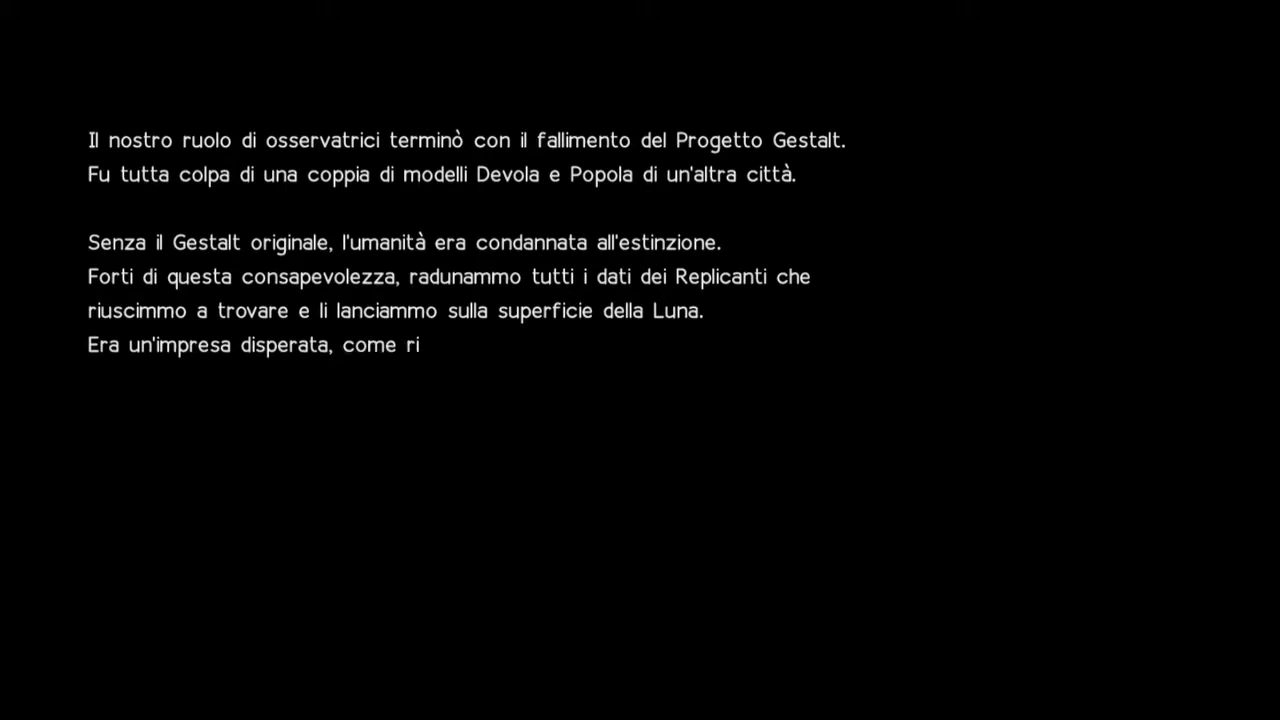 Il nostro ruolo di osservatrici terminò con il fallimento del Progetto Gestalt.
Fu tutta colpa di una coppia di modelli Devola e Popola di un'altra città.
Senza il Gestalt originale, l'umanità era condannata all'estinzione.
Forti di questa consapevolezza, radunammo tutti i dati dei Replicanti che
riuscimmo a trovare e li lanciammo sulla superficie della Luna.
Era un'impresa disperata, come ri